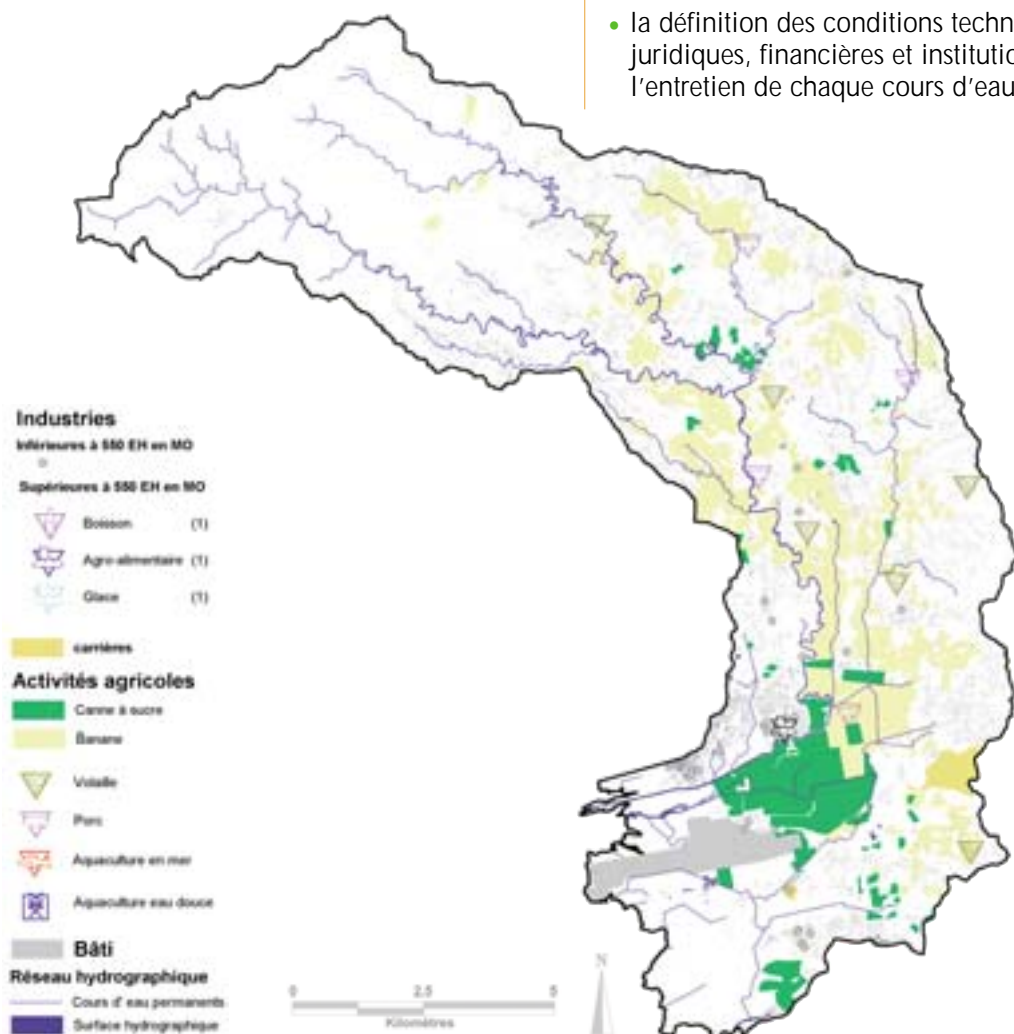 • la définition des conditions techn
juridiques, financières et institutio
l'entretien de chaque cours d'eau
Industries
Inférieures à 550 EH en MO
Supérieures à 550 EH en MO
Boisson (1)
Agro-alimentaire (1)
Glace (1)
carrières
Activités agricoles
Canne à sucre
Banane
Volaille
Porc
Aquaculture en mer
Aquaculture eau douce
Bâti
Réseau hydrographique
Cours d' eau permanents
Surface hydrographique
0 2.5 5
Kilomètres
N